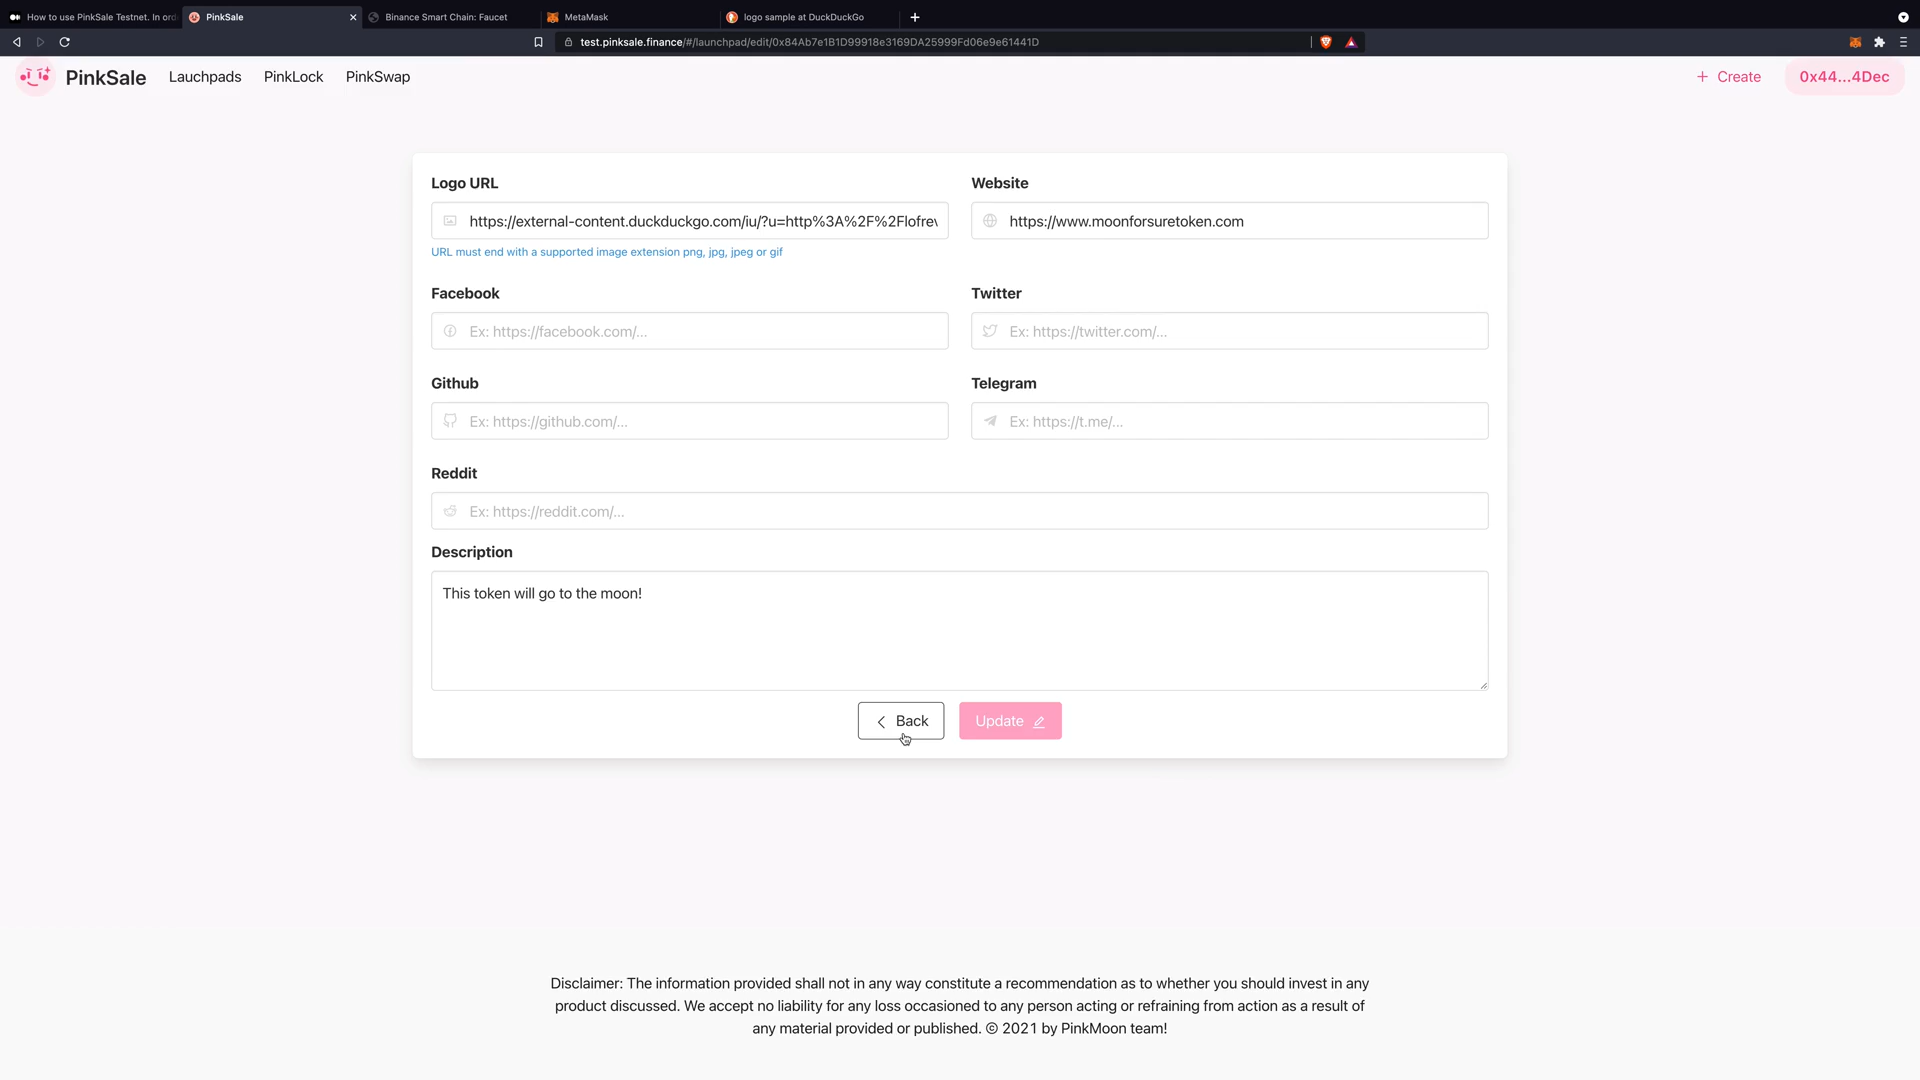 How to use PinkSale Testnet. In ord
PinkSale
Binance Smart Chain: Faucet
MetaMask
logo sample at DuckDuckGo
test.pinksale.finance/#/launchpad/edit/0x84Ab7e1B1D99918e3169DA25999Fd06e9e61441D
PinkSale
Lauchpads
PinkLock
PinkSwap
+ Create
0x44...4Dec
Logo URL
https://external-content.duckduckgo.com/iu/?u=http%3A%2F%2Flofrev
URL must end with a supported image extension png, jpg, jpeg or gif
Website
https://www.moonforsuretoken.com
Facebook
Ex: https://facebook.com/...
Twitter
Ex: https://twitter.com/...
Github
Ex: https://github.com/...
Telegram
Ex: https://t.me/...
Reddit
Ex: https://reddit.com/...
Description
This token will go to the moon!
Back
Update
Disclaimer: The information provided shall not in any way constitute a recommendation as to whether you should invest in any
product discussed. We accept no liability for any loss occasioned to any person acting or refraining from action as a result of
any material provided or published. © 2021 by PinkMoon team!